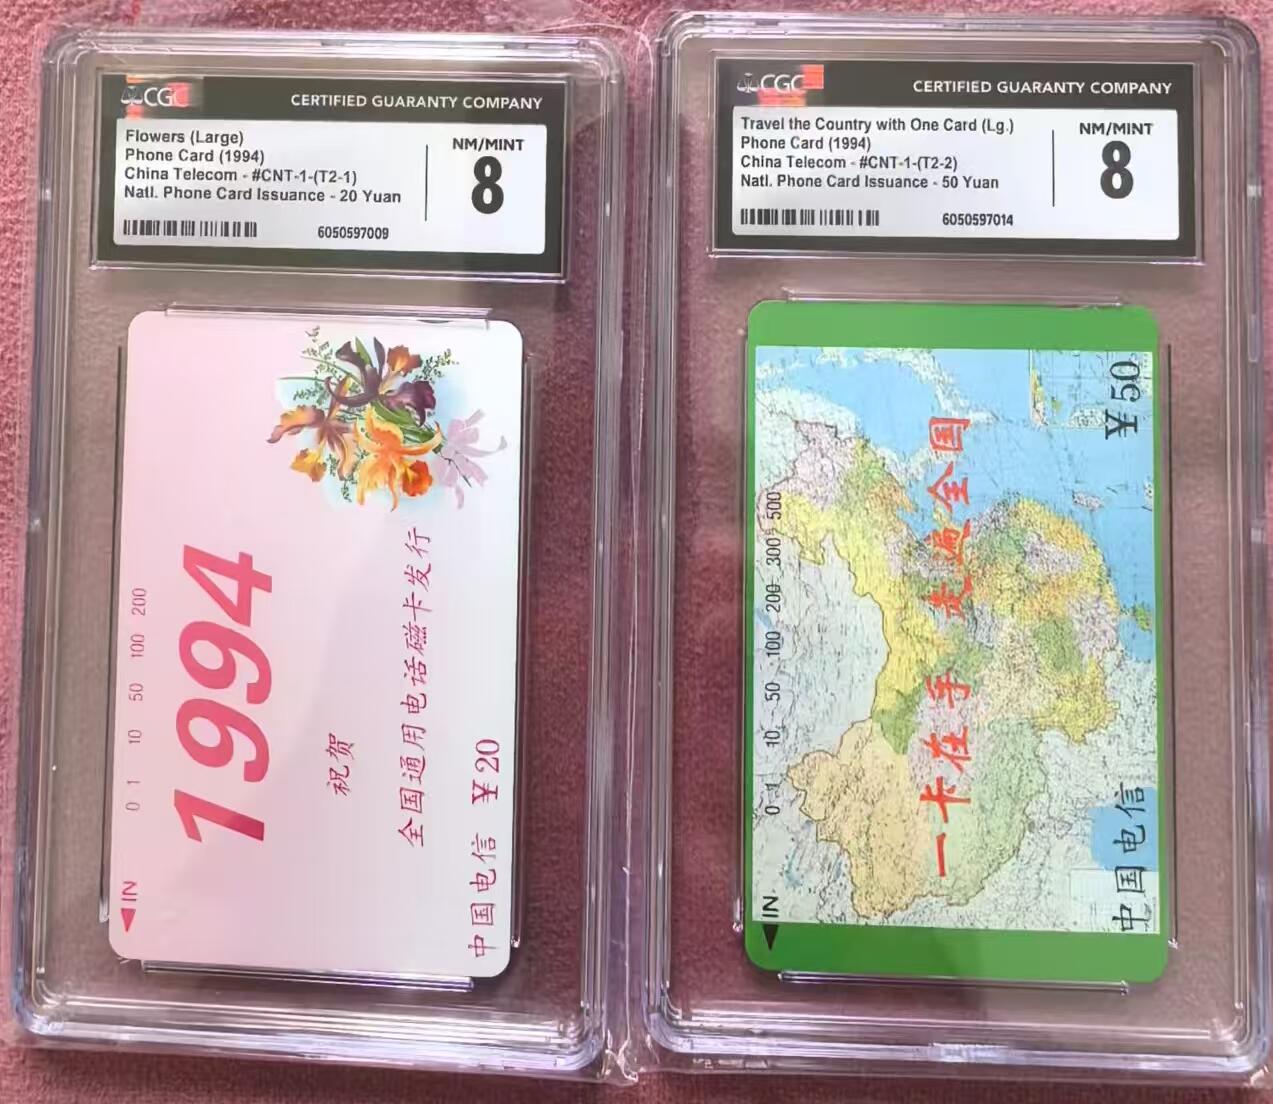 CGC
CERTIFIED GUARANTY COMPANY
Flowers (Large)
Phone Card (1994)
China Telecom - #CNT-1-(T2-1)
Natl. Phone Card Issuance - 20 Yuan
NM/MINT
8
6050597009
IN
0 1 10 50 100 200
1994
祝贺
全国通用电话磁卡发行
中国电信 ¥20
CGC
CERTIFIED GUARANTY COMPANY
Travel the Country with One Card (Lg.)
Phone Card (1994)
China Telecom - #CNT-1-(T2-2)
Natl. Phone Card Issuance - 50 Yuan
NM/MINT
8
6050597014
IN
0 1 10 50 100 200 300 500
一卡在手 走遍全国
中国电信 ¥50